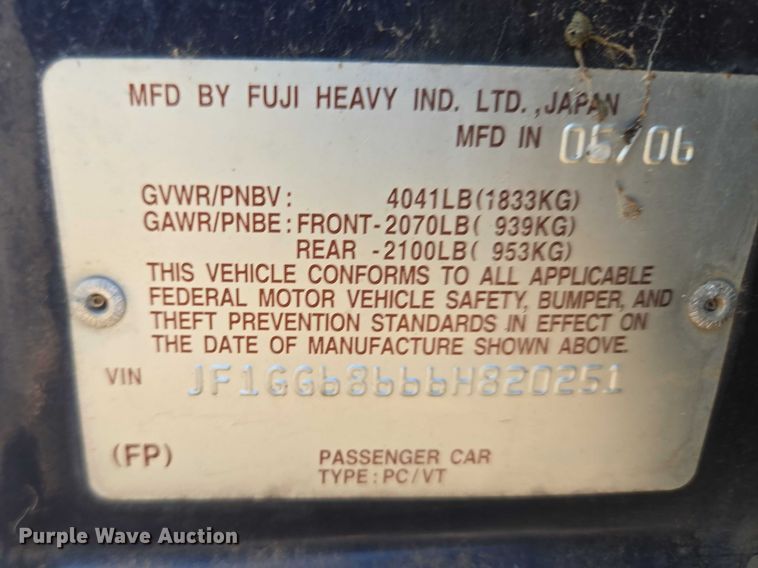 MFD BY FUJI HEAVY IND. LTD.,JAPAN
MFD IN 05/06
GVWR/PNBV: 4041LB(1833KG)
GAWR/PNBE: FRONT-2070LB( 939KG)
REAR -2100LB( 953KG)
THIS VEHICLE CONFORMS TO ALL APPLICABLE
FEDERAL MOTOR VEHICLE SAFETY, BUMPER, AND
THEFT PREVENTION STANDARDS IN EFFECT ON
THE DATE OF MANUFACTURE SHOWN ABOVE.
VIN JF1GG68666H820251
(FP) PASSENGER CAR
TYPE:PC/VT
Purple Wave Auction